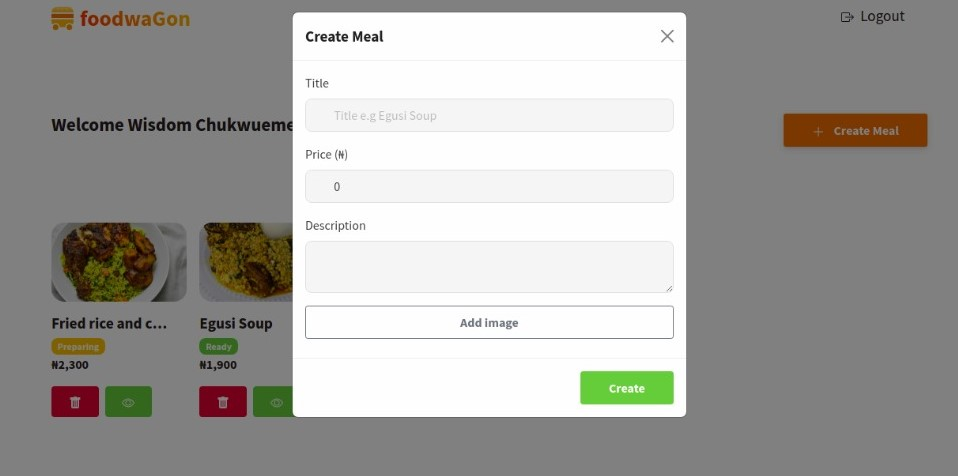 foodwaGon
Logout
Create Meal
Title
Title e.g Egusi Soup
Welcome Wisdom Chukwueme
Create Meal
Price (₦)
0
Description
Add image
Fried rice and c...
Egusi Soup
Preparing
Ready
₦2,300
₦1,900
Create